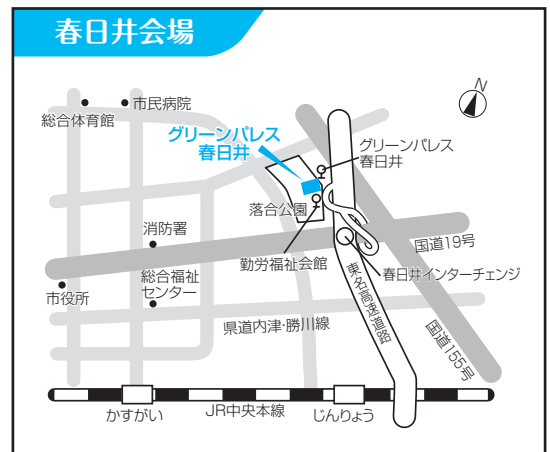 春日井会場
N
市民病院
総合体育館
グリーンパレス
春日井
グリーンパレス
春日井
落合公園
消防署
国道19号
勤労福祉会館
春日井インターチェンジ
総合福祉
センター
市役所
東名高速道路
県道内津・勝川線
国道155号
かすがい
JR中央本線
じんりょう